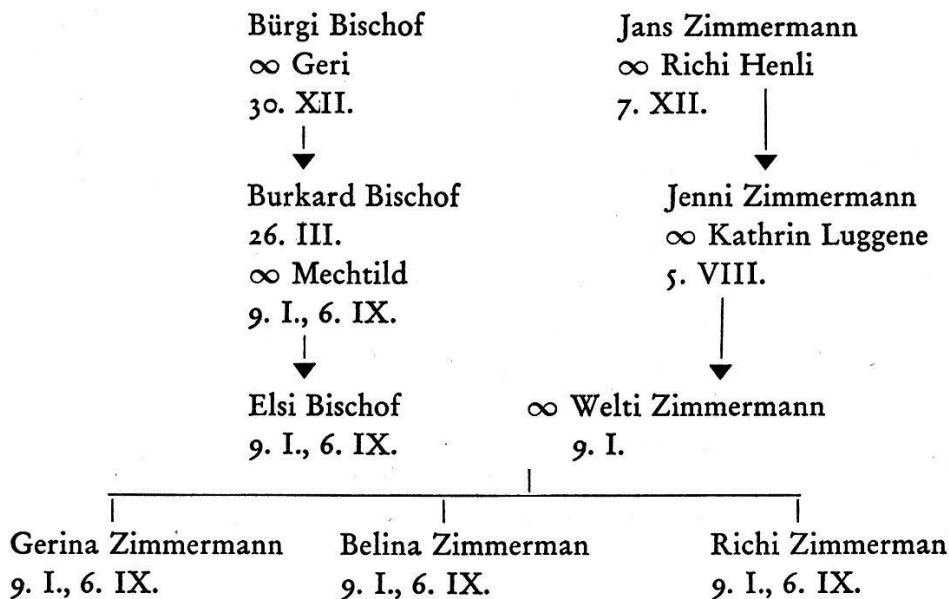 Bürgi Bischof
∞ Geri
30. XII.
Jans Zimmermann
∞ Richi Henli
7. XII.
Burkard Bischof
26. III.
∞ Mechtild
9. I., 6. IX.
Jenni Zimmermann
∞ Kathrin Luggene
5. VIII.
Elsi Bischof
9. I., 6. IX.
∞ Welti Zimmermann
9. I.
Gerina Zimmermann
9. I., 6. IX.
Belina Zimmerman
9. I., 6. IX.
Richi Zimmerman
9. I., 6. IX.